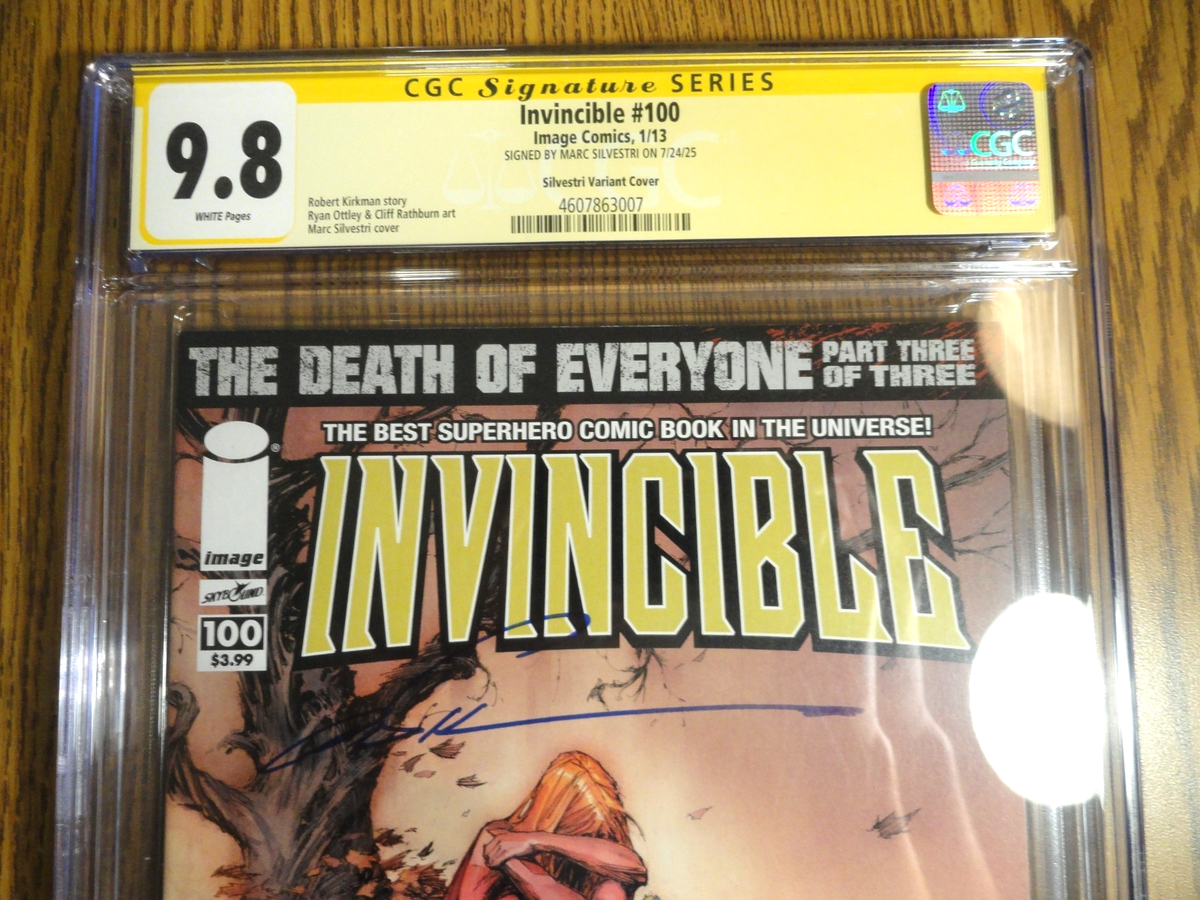 CGC Signature SERIES
9.8
WHITE Pages
Invincible #100
Image Comics, 1/13
SIGNED BY MARC SILVESTRI ON 7/24/25
Silvestri Variant Cover
4607863007
Robert Kirkman story
Ryan Ottley & Cliff Rathburn art
Marc Silvestri cover
CGC
THE DEATH OF EVERYONE PART THREE
OF THREE
THE BEST SUPERHERO COMIC BOOK IN THE UNIVERSE!
INVINCIBLE
image
SKYBOUND
100
$3.99